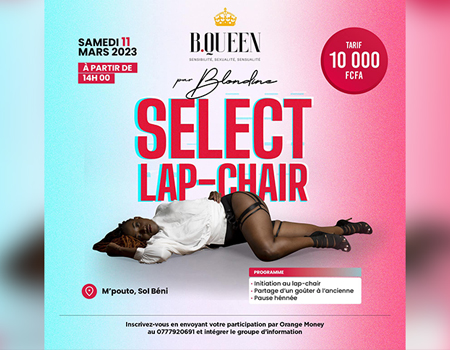 B.QUEEN
SENSIBILITÉ, SEXUALITÉ, SENSUALITÉ
SAMEDI 11
MARS 2023
À PARTIR DE
14H 00
TARIF
10 000
FCFA
par Blondine
SELECT
LAP-CHAIR
M'pouto, Sol Béni
PROGRAMME
- Initiation au lap-chair
- Partage d'un goûter à l'ancienne
- Pause hénnée
Inscrivez-vous en envoyant votre participation par Orange Money
au 0777920691 et intégrer le groupe d'information